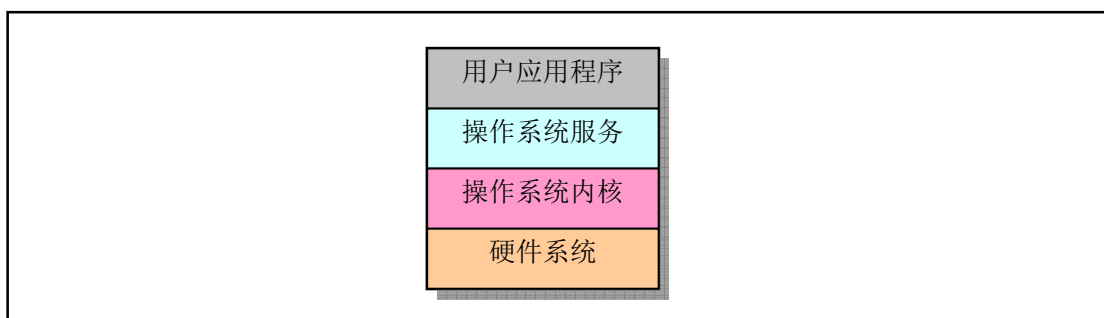 用户应用程序
操作系统服务
操作系统内核
硬件系统